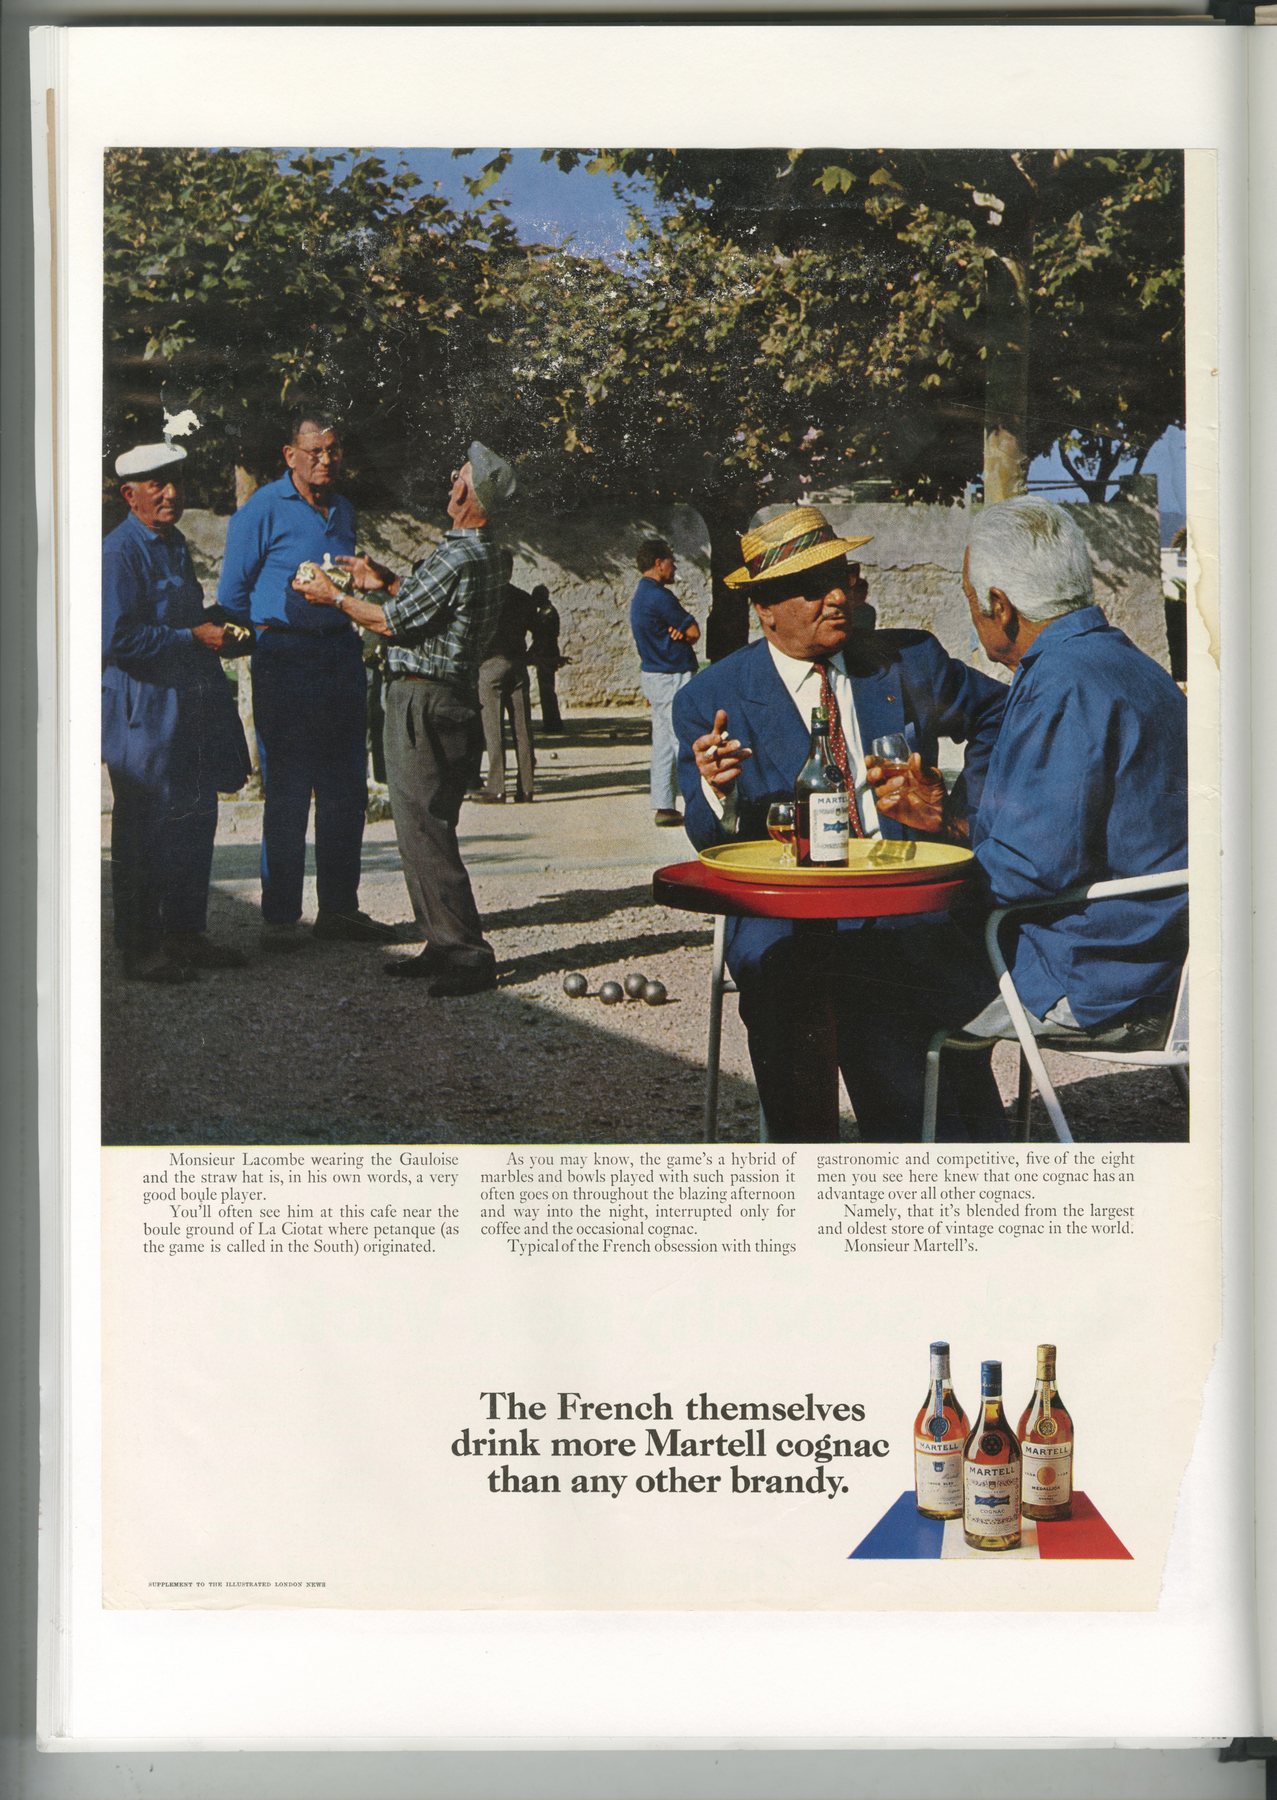 MARTELL
Monsieur Lacombe wearing the Gauloise
and the straw hat is, in his own words, a very
good boule player.
You'll often see him at this cafe near the
boule ground of La Ciotat where petanque (as
the game is called in the South) originated.
As you may know, the game's a hybrid of
marbles and bowls played with such passion it
often goes on throughout the blazing afternoon
and way into the night, interrupted only for
coffee and the occasional cognac.
Typical of the French obsession with things
gastronomic and competitive, five of the eight
men you see here knew that one cognac has an
advantage over all other cognacs.
Namely, that it's blended from the largest
and oldest store of vintage cognac in the world.
Monsieur Martell's.
The French themselves
drink more Martell cognac
than any other brandy.
MARTELL
MARTELL
COGNAC
MARTELL
MEDAILLON
SUPPLEMENT TO THE ILLUSTRATED LONDON NEWS